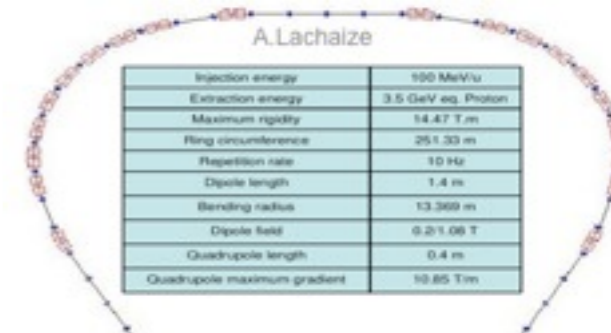 A.Lachaize
Injection energy 100 MeV/u
Extraction energy 3.5 GeV eq. Proton
Maximum rigidity 14.47 T.m
Ring circumference 251.33 m
Repetition rate 10 Hz
Dipole length 1.4 m
Bending radius 13.369 m
Dipole field 0.2/1.08 T
Quadrupole length 0.4 m
Quadrupole maximum gradient 10.85 T/m